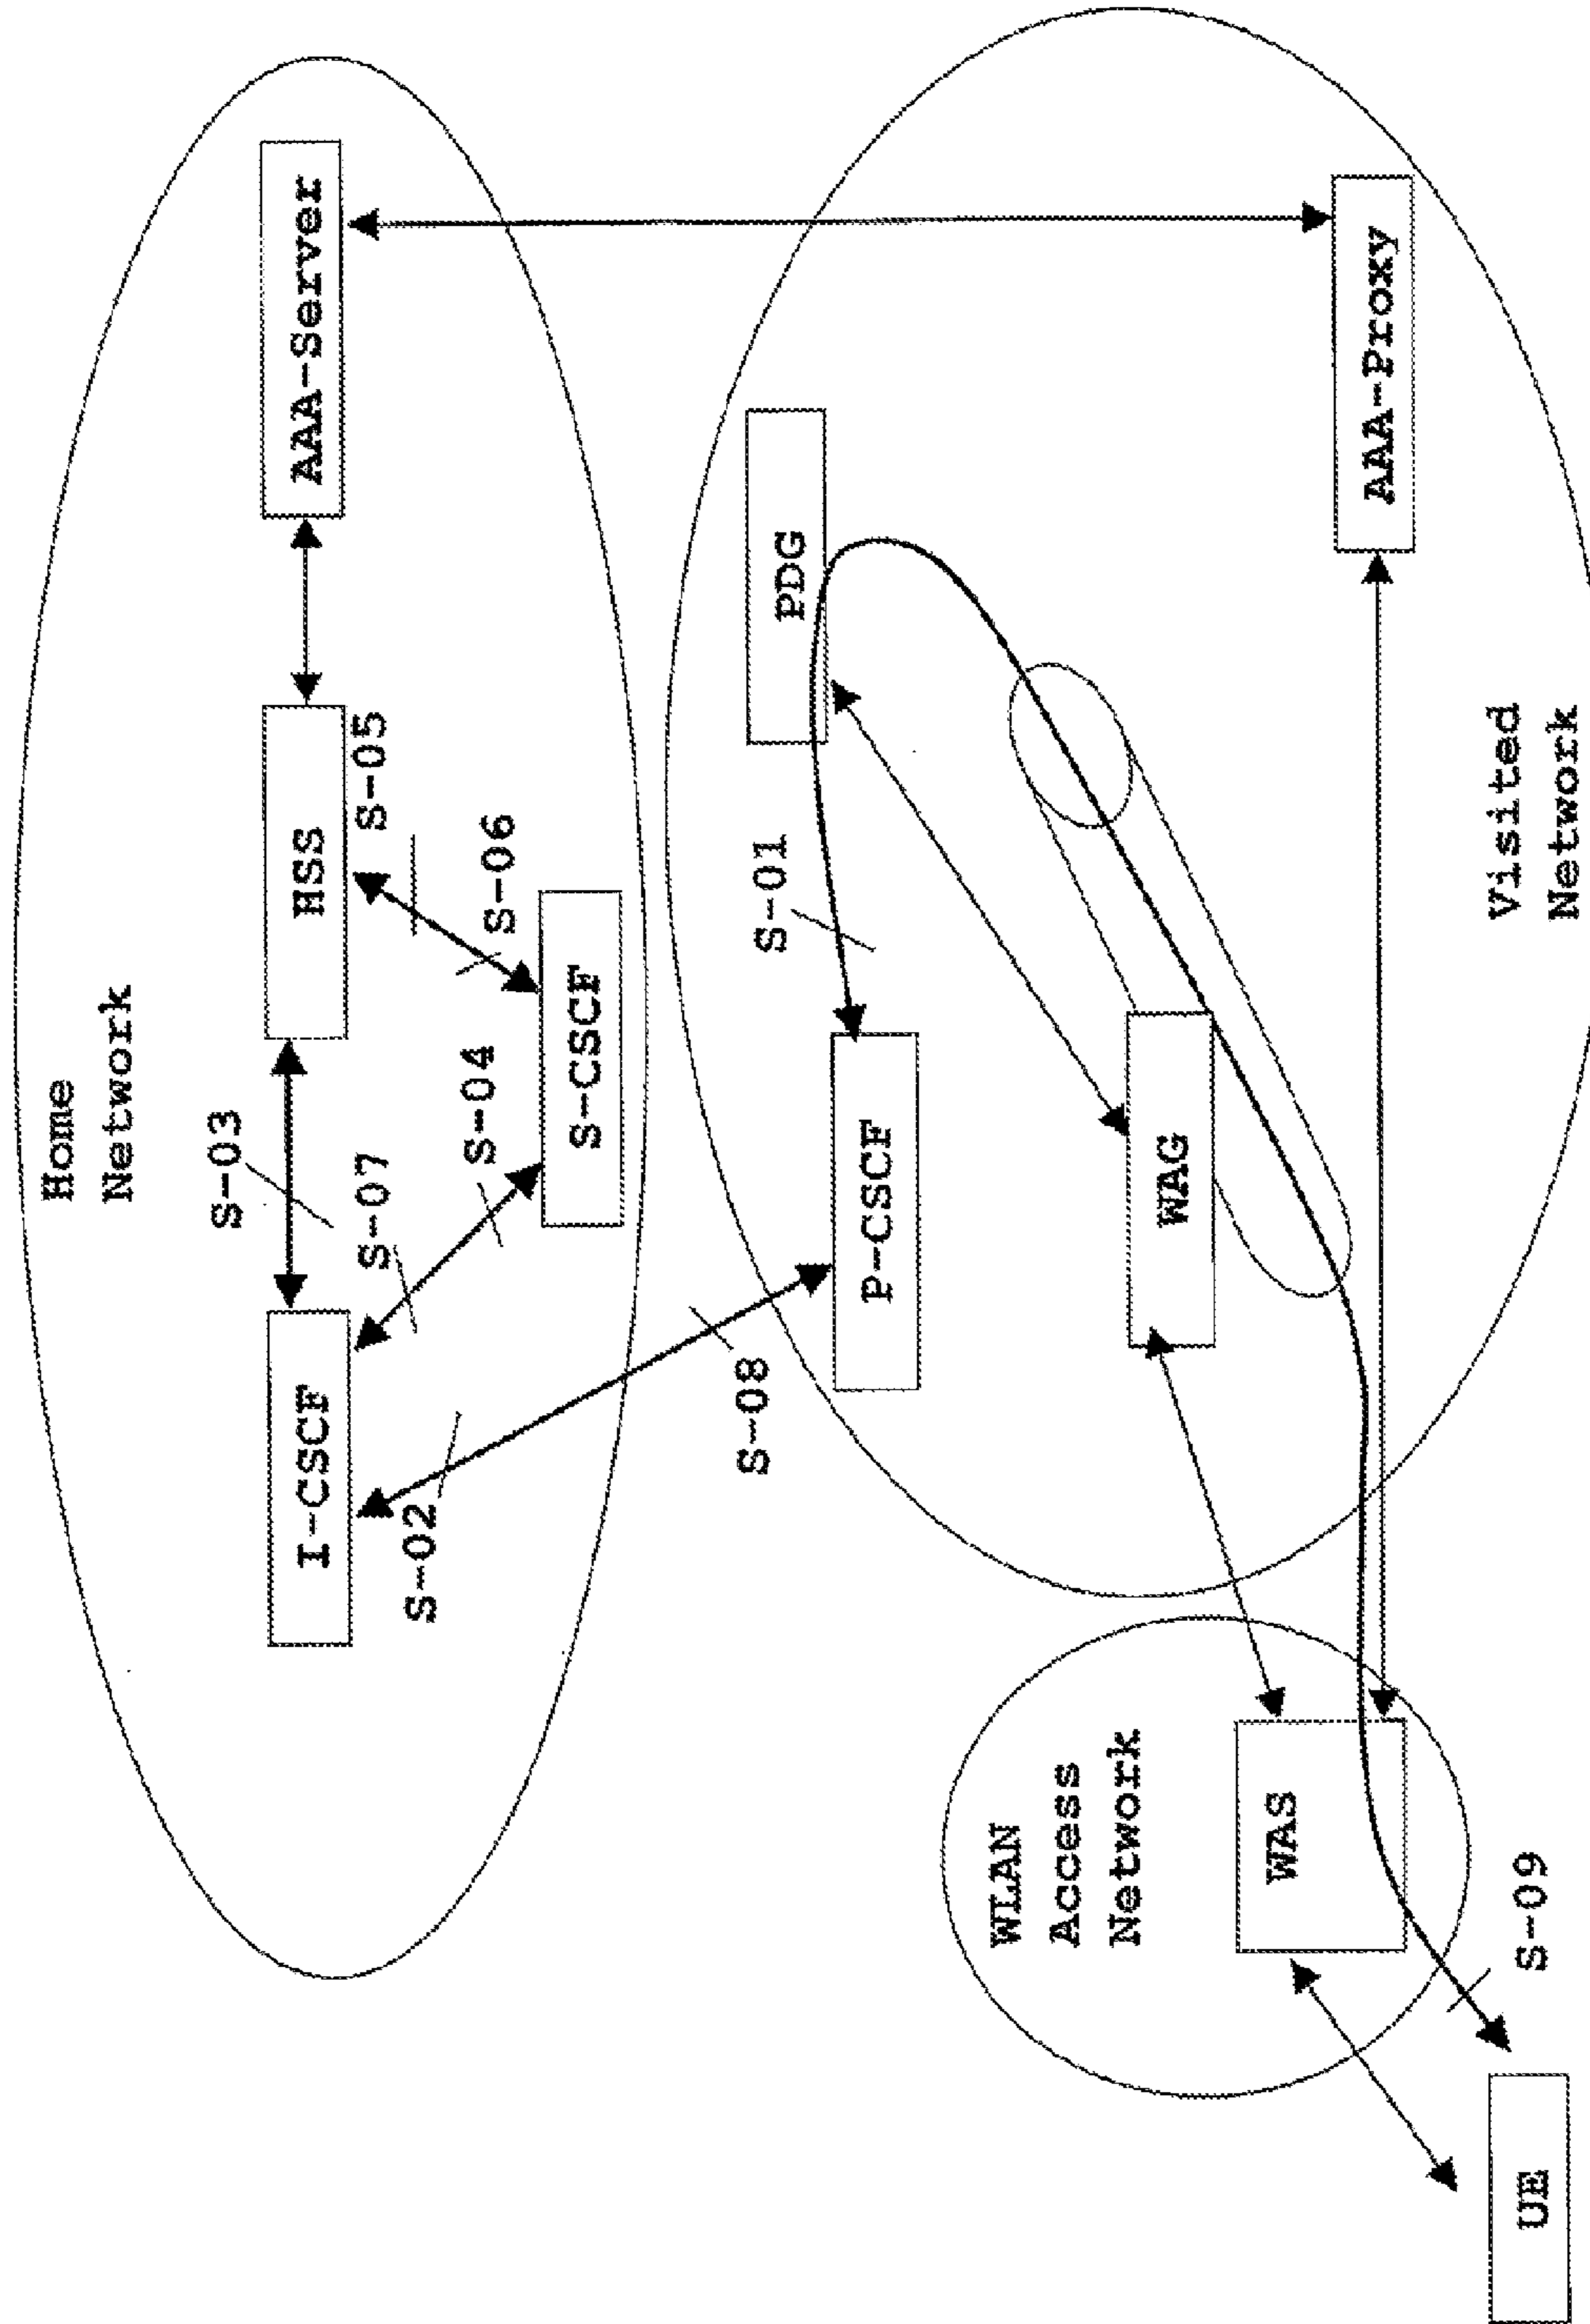 Home
Network
S-03
I-CSCF
HSS
AAA-Server
S-07
S-05
S-02
S-04
S-06
S-CSCF
S-08
S-01
PDG
P-CSCF
WLAN
Access
Network
WAG
WAS
AAA-Proxy
Visited
Network
S-09
UE